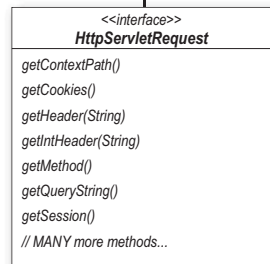 <<interface>>
HttpServletRequest
getContextPath()
getCookies()
getHeader(String)
getIntHeader(String)
getMethod()
getQueryString()
getSession()
// MANY more methods...